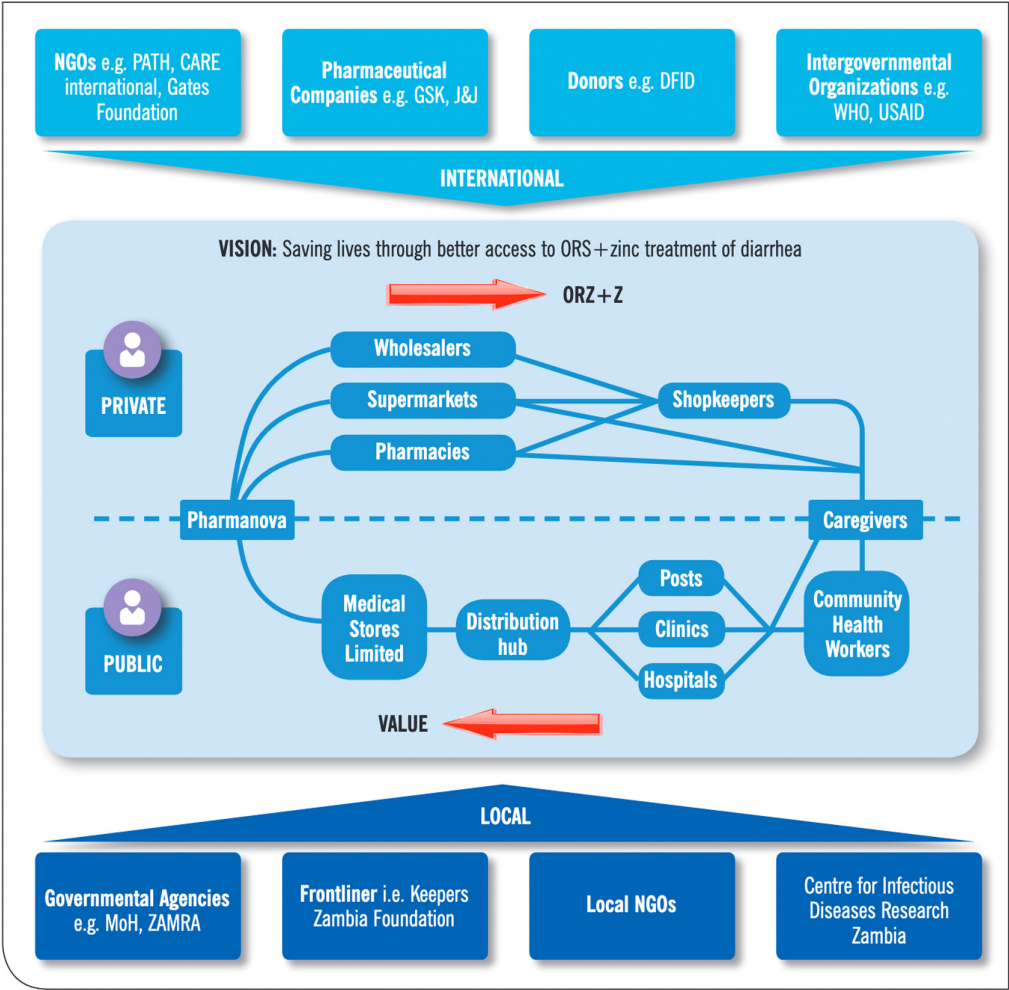 NGOs e.g. PATH, CARE
international, Gates
Foundation
Pharmaceutical
Companies e.g. GSK, J&J
Donors e.g. DFID
Intergovernmental
Organizations e.g.
WHO, USAID
INTERNATIONAL
VISION: Saving lives through better access to ORS+zinc treatment of diarrhea
ORZ+Z
PRIVATE
Wholesalers
Supermarkets
Pharmacies
Shopkeepers
Pharmanova
Caregivers
PUBLIC
Medical
Stores
Limited
Distribution
hub
Posts
Clinics
Hospitals
Community
Health
Workers
VALUE
LOCAL
Governmental Agencies
e.g. MoH, ZAMRA
Frontliner i.e. Keepers
Zambia Foundation
Local NGOs
Centre for Infectious
Diseases Research
Zambia